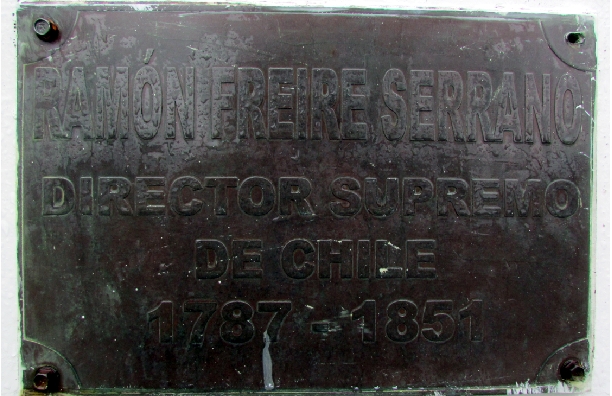 RAMÓN FREIRE SERRANO
DIRECTOR SUPREMO
DE CHILE
1787 - 1851